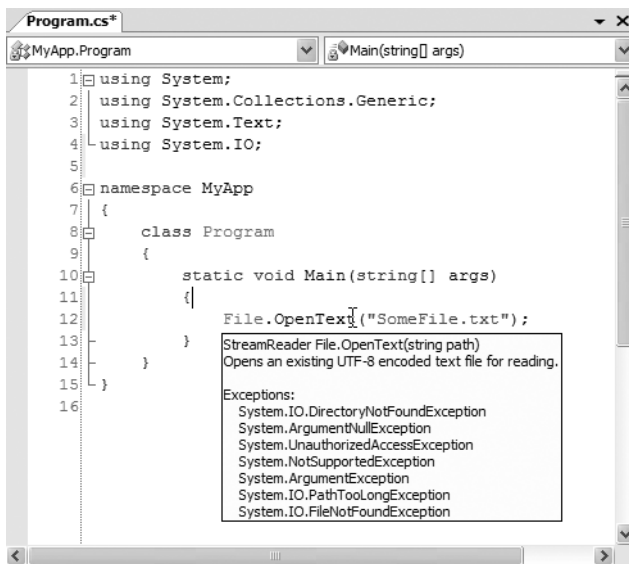 Program.cs*
MyApp.Program
Main(string[] args)
1 using System;
2 using System.Collections.Generic;
3 using System.Text;
4 using System.IO;
5
6 namespace MyApp
7 {
8 class Program
9 {
10 static void Main(string[] args)
11 {
12 File.OpenText("SomeFile.txt");
13 }
14 }
15 }
16
StreamReader File.OpenText(string path)
Opens an existing UTF-8 encoded text file for reading.
Exceptions:
System.IO.DirectoryNotFoundException
System.ArgumentNullException
System.UnauthorizedAccessException
System.NotSupportedException
System.ArgumentException
System.IO.PathTooLongException
System.IO.FileNotFoundException